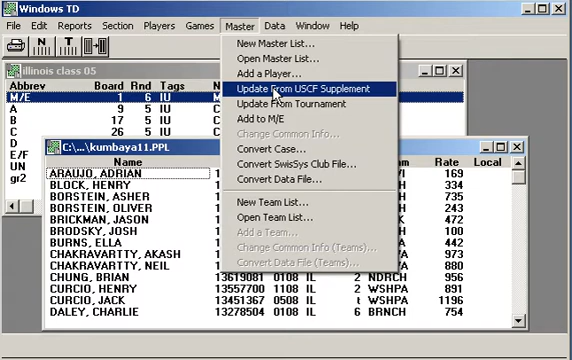 Windows TD
File Edit Reports Section Players Games Master Data Window Help
N T
illinois class 05
Abbrev Board Rnd Tags
M/E 1 6 IU
A 9 5 IU
B 17 5 IU
C 26 5 IU
D
E/F
UN
gr2
New Master List...
Open Master List...
Add a Player...
Update From USCF Supplement
Update From Tournament
Add to M/E
Change Common Info...
Convert Case...
Convert SwisSys Club File...
Convert Data File...
New Team List...
Open Team List...
Add a Team...
Change Common Info (Teams)...
Convert Data File (Teams)...
C:\...\kumbaya11.PPL
Name Rate Local
ARAUJO, ADRIAN 169
BLOCK, HENRY 334
BORSTEIN, ASHER 735
BORSTEIN, OLIVER 243
BRICKMAN, JASON 472
BRODSKY, JOSH 100
BURNS, ELLA 442
CHAKRAVARTTY, AKASH 660
CHAKRAVARTTY, NEIL 880
CHUNG, BRIAN 13619081 0108 IL NDRCH 956
CURCIO, HENRY 13557700 1108 IL 2 WSHPA 891
CURCIO, JACK 13451367 0508 IL t WSHPA 1196
DALEY, CHARLIE 13278504 0108 IL 6 BRNCH 754